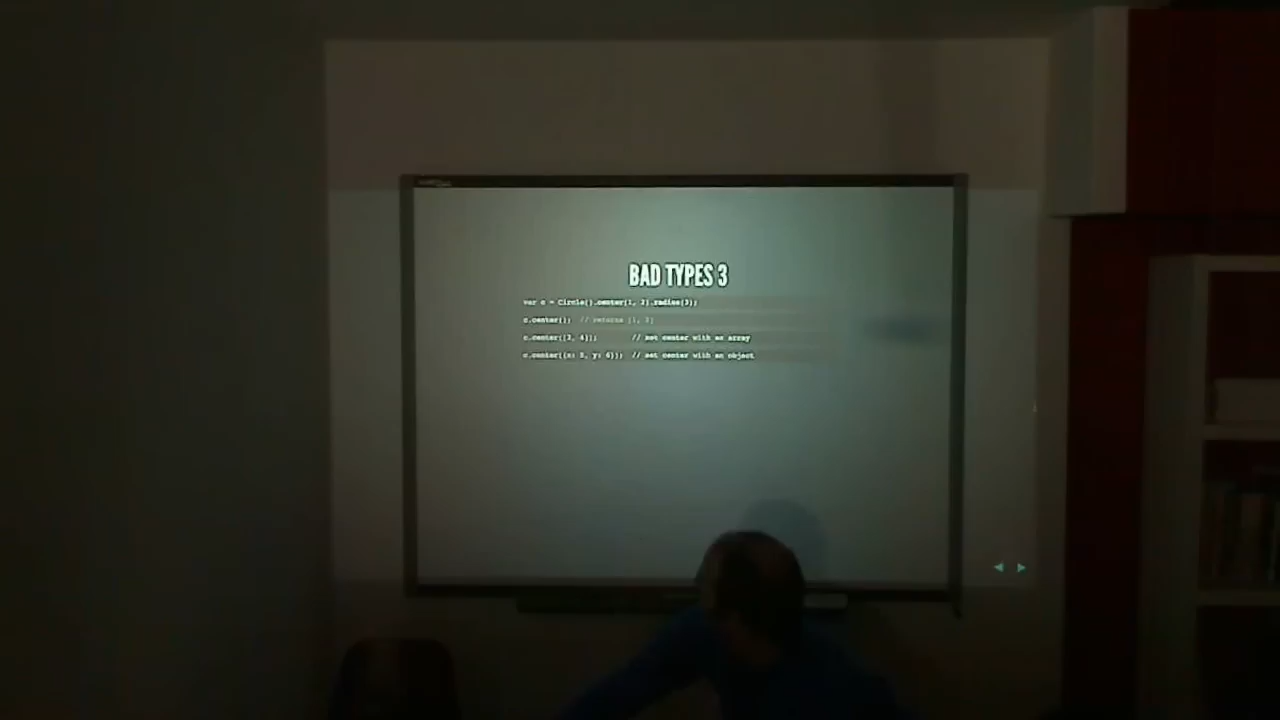 BAD TYPES 3
var c = Circle().center(1, 2).radius(3);
c.center(); // returns [1, 2]
c.center([3, 4]); // set center with an array
c.center({x: 5, y: 6}); // set center with an object